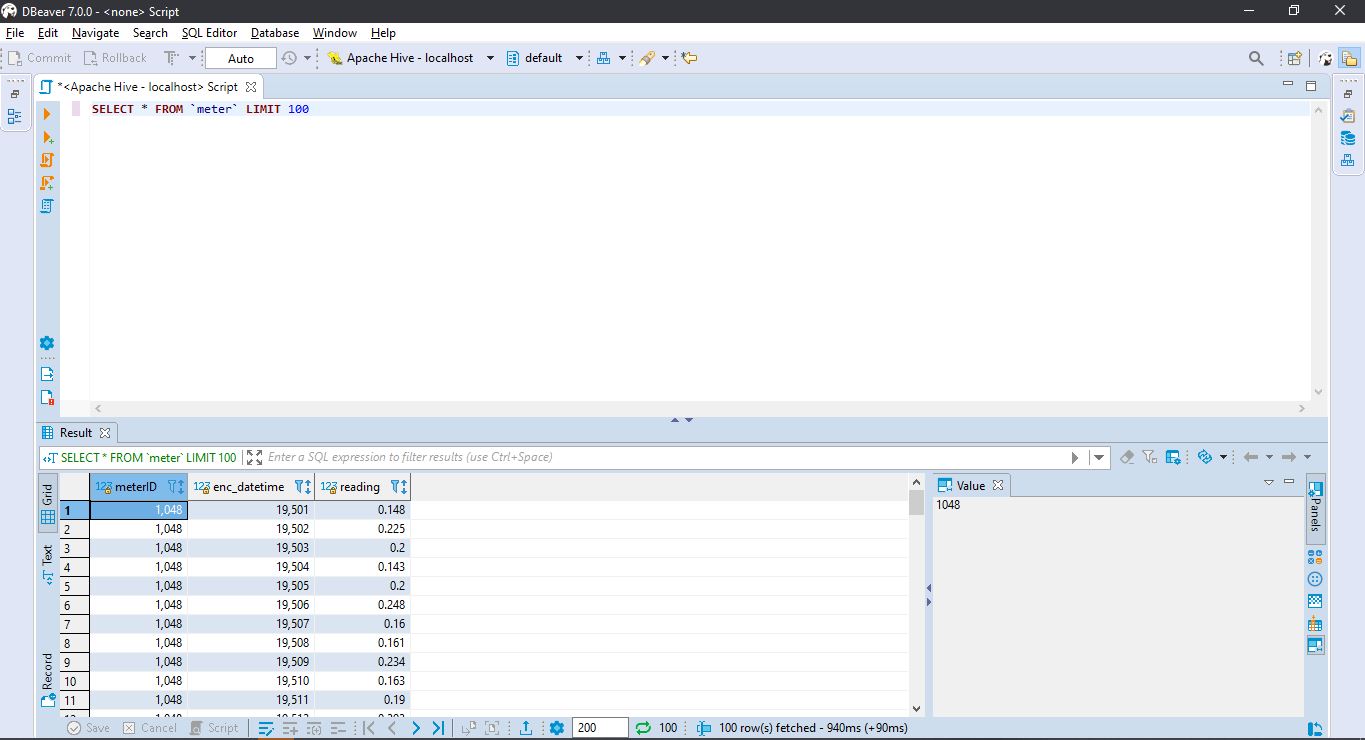 DBeaver 7.0.0 - <none> Script
File Edit Navigate Search SQL Editor Database Window Help
Commit Rollback Auto Apache Hive - localhost default
*<Apache Hive - localhost> Script
SELECT * FROM `meter` LIMIT 100
Result
SELECT * FROM `meter` LIMIT 100 Enter a SQL expression to filter results (use Ctrl+Space)
Grid
Text
Record
123 meterID 123 enc_datetime 123 reading
1 1,048 19,501 0.148
2 1,048 19,502 0.225
3 1,048 19,503 0.2
4 1,048 19,504 0.143
5 1,048 19,505 0.2
6 1,048 19,506 0.248
7 1,048 19,507 0.16
8 1,048 19,508 0.161
9 1,048 19,509 0.234
10 1,048 19,510 0.163
11 1,048 19,511 0.19
Value
1048
Panels
Save Cancel Script 200 100 100 row(s) fetched - 940ms (+90ms)